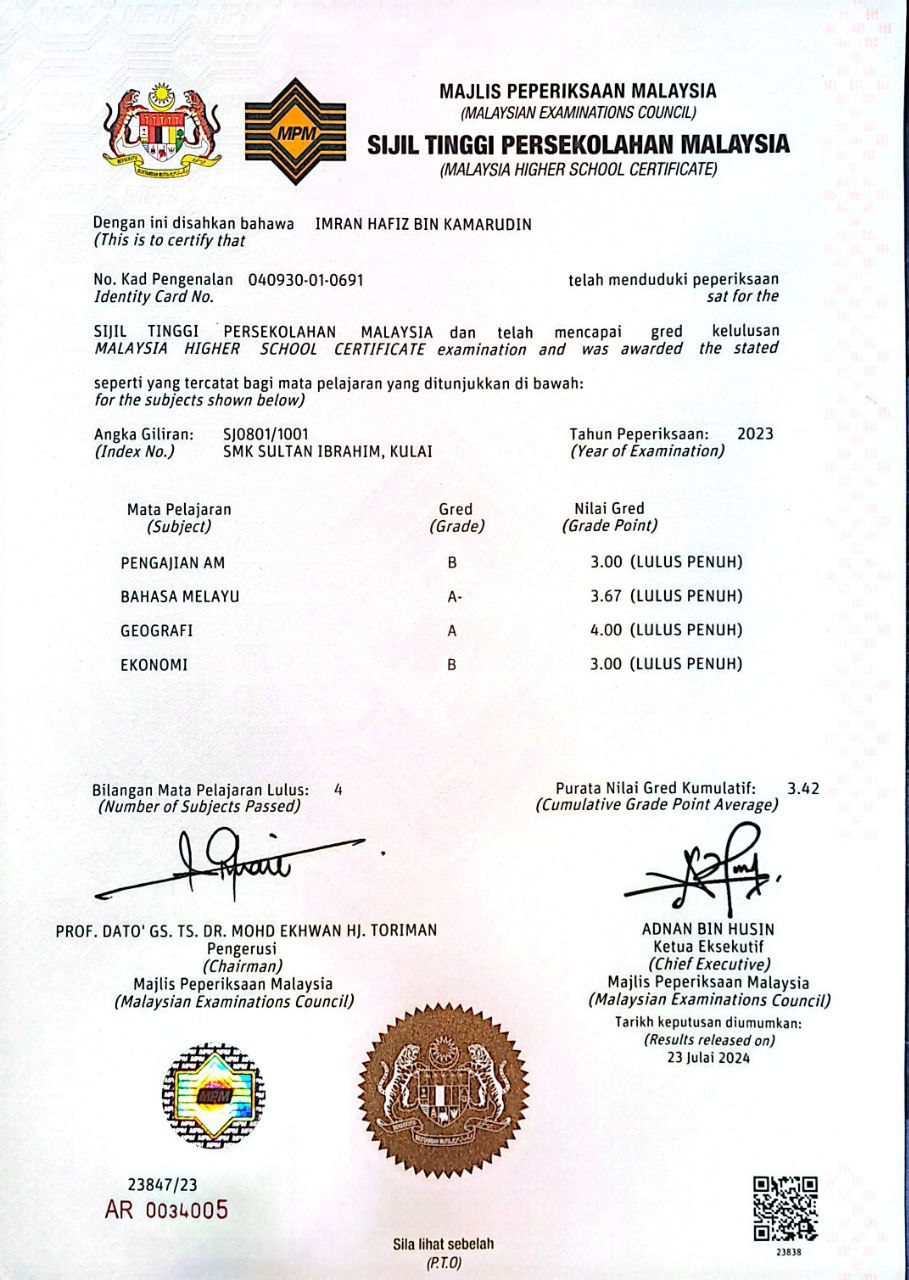 MAJLIS PEPERIKSAAN MALAYSIA
(MALAYSIAN EXAMINATIONS COUNCIL)
MPM
SIJIL TINGGI PERSEKOLAHAN MALAYSIA
(MALAYSIA HIGHER SCHOOL CERTIFICATE)
Dengan ini disahkan bahawa IMRAN HAFIZ BIN KAMARUDIN
(This is to certify that
No. Kad Pengenalan 040930-01-0691 telah menduduki peperiksaan
Identity Card No. sat for the
SIJIL TINGGI PERSEKOLAHAN MALAYSIA dan telah mencapai gred kelulusan
MALAYSIA HIGHER SCHOOL CERTIFICATE examination and was awarded the stated
seperti yang tercatat bagi mata pelajaran yang ditunjukkan di bawah:
for the subjects shown below)
Angka Giliran: SJ0801/1001 Tahun Peperiksaan: 2023
(Index No.) SMK SULTAN IBRAHIM, KULAI (Year of Examination)
Mata Pelajaran Gred Nilai Gred
(Subject) (Grade) (Grade Point)
PENGAJIAN AM B 3.00 (LULUS PENUH)
BAHASA MELAYU A- 3.67 (LULUS PENUH)
GEOGRAFI A 4.00 (LULUS PENUH)
EKONOMI B 3.00 (LULUS PENUH)
Bilangan Mata Pelajaran Lulus: 4 Purata Nilai Gred Kumulatif: 3.42
(Number of Subjects Passed) (Cumulative Grade Point Average)
PROF. DATO' GS. TS. DR. MOHD EKHWAN HJ. TORIMAN
Pengerusi
(Chairman)
Majlis Peperiksaan Malaysia
(Malaysian Examinations Council)
ADNAN BIN HUSIN
Ketua Eksekutif
(Chief Executive)
Majlis Peperiksaan Malaysia
(Malaysian Examinations Council)
Tarikh keputusan diumumkan:
(Results released on)
23 Julai 2024
MPM
23847/23
AR 0034005
23838
Sila lihat sebelah
(P.T.O)